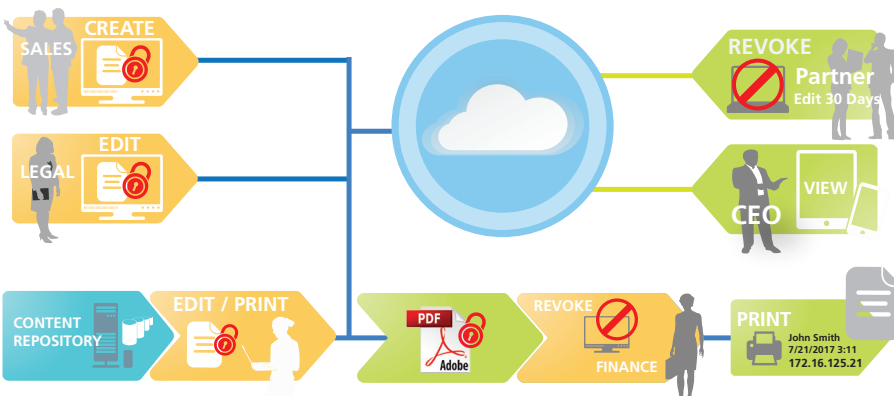 CREATE
SALES
EDIT
LEGAL
REVOKE
Partner
Edit 30 Days
VIEW
CEO
CONTENT
REPOSITORY
EDIT / PRINT
PDF
Adobe
REVOKE
FINANCE
PRINT
John Smith
7/21/2017 3:11
172.16.125.21